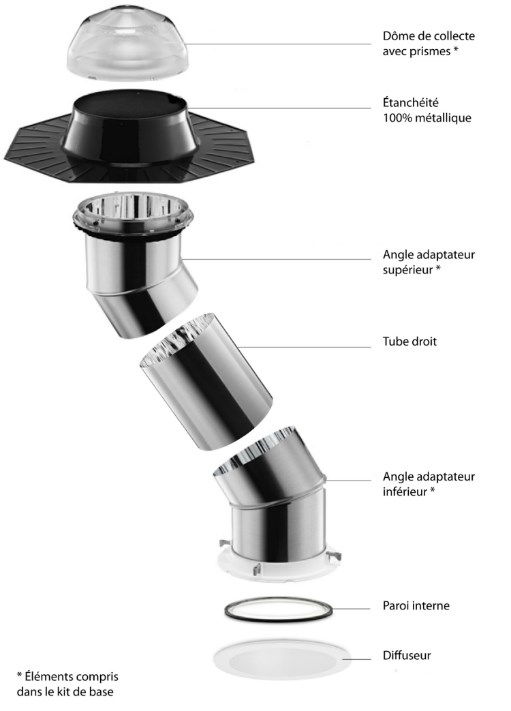 Dôme de collecte
avec prismes *
Étanchéité
100% métallique
Angle adaptateur
supérieur *
Tube droit
Angle adaptateur
inférieur *
Paroi interne
Diffuseur
* Éléments compris
dans le kit de base